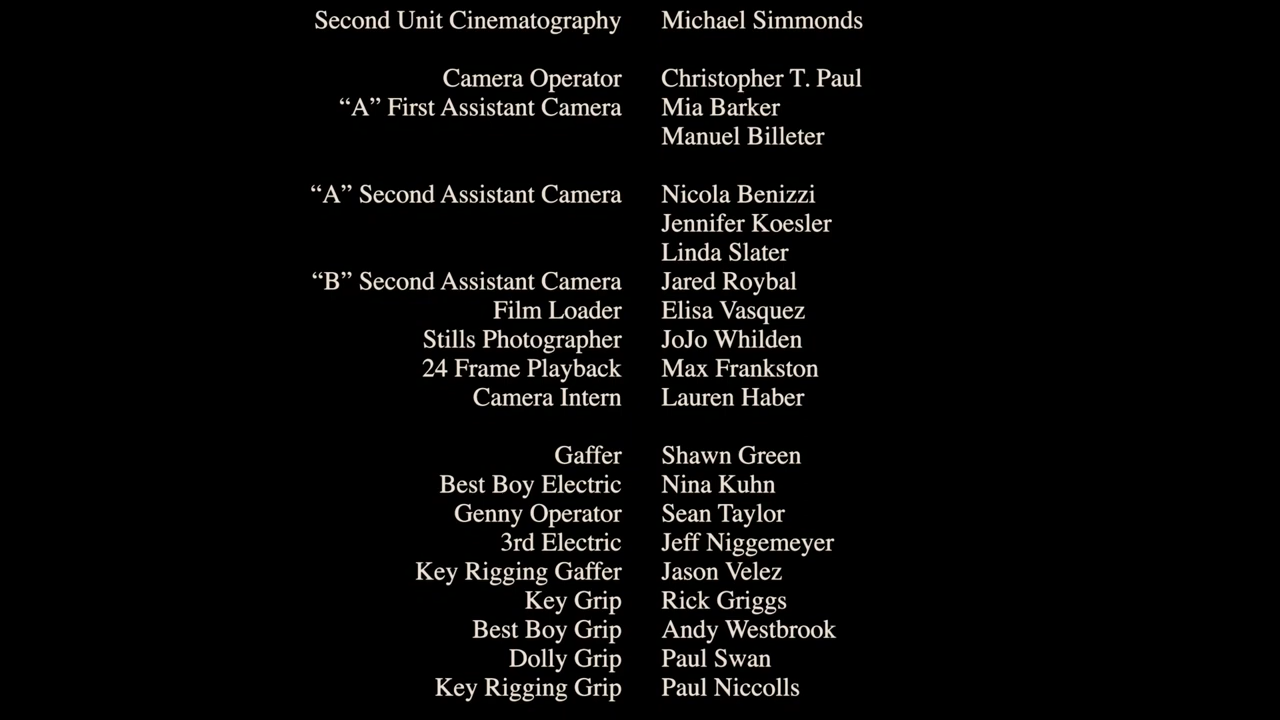 Second Unit Cinematography Michael Simmonds
Camera Operator Christopher T. Paul
“A” First Assistant Camera Mia Barker
Manuel Billeter
“A” Second Assistant Camera Nicola Benizzi
Jennifer Koesler
Linda Slater
“B” Second Assistant Camera Jared Roybal
Film Loader Elisa Vasquez
Stills Photographer JoJo Whilden
24 Frame Playback Max Frankston
Camera Intern Lauren Haber
Gaffer Shawn Green
Best Boy Electric Nina Kuhn
Genny Operator Sean Taylor
3rd Electric Jeff Niggemeyer
Key Rigging Gaffer Jason Velez
Key Grip Rick Griggs
Best Boy Grip Andy Westbrook
Dolly Grip Paul Swan
Key Rigging Grip Paul Niccolls